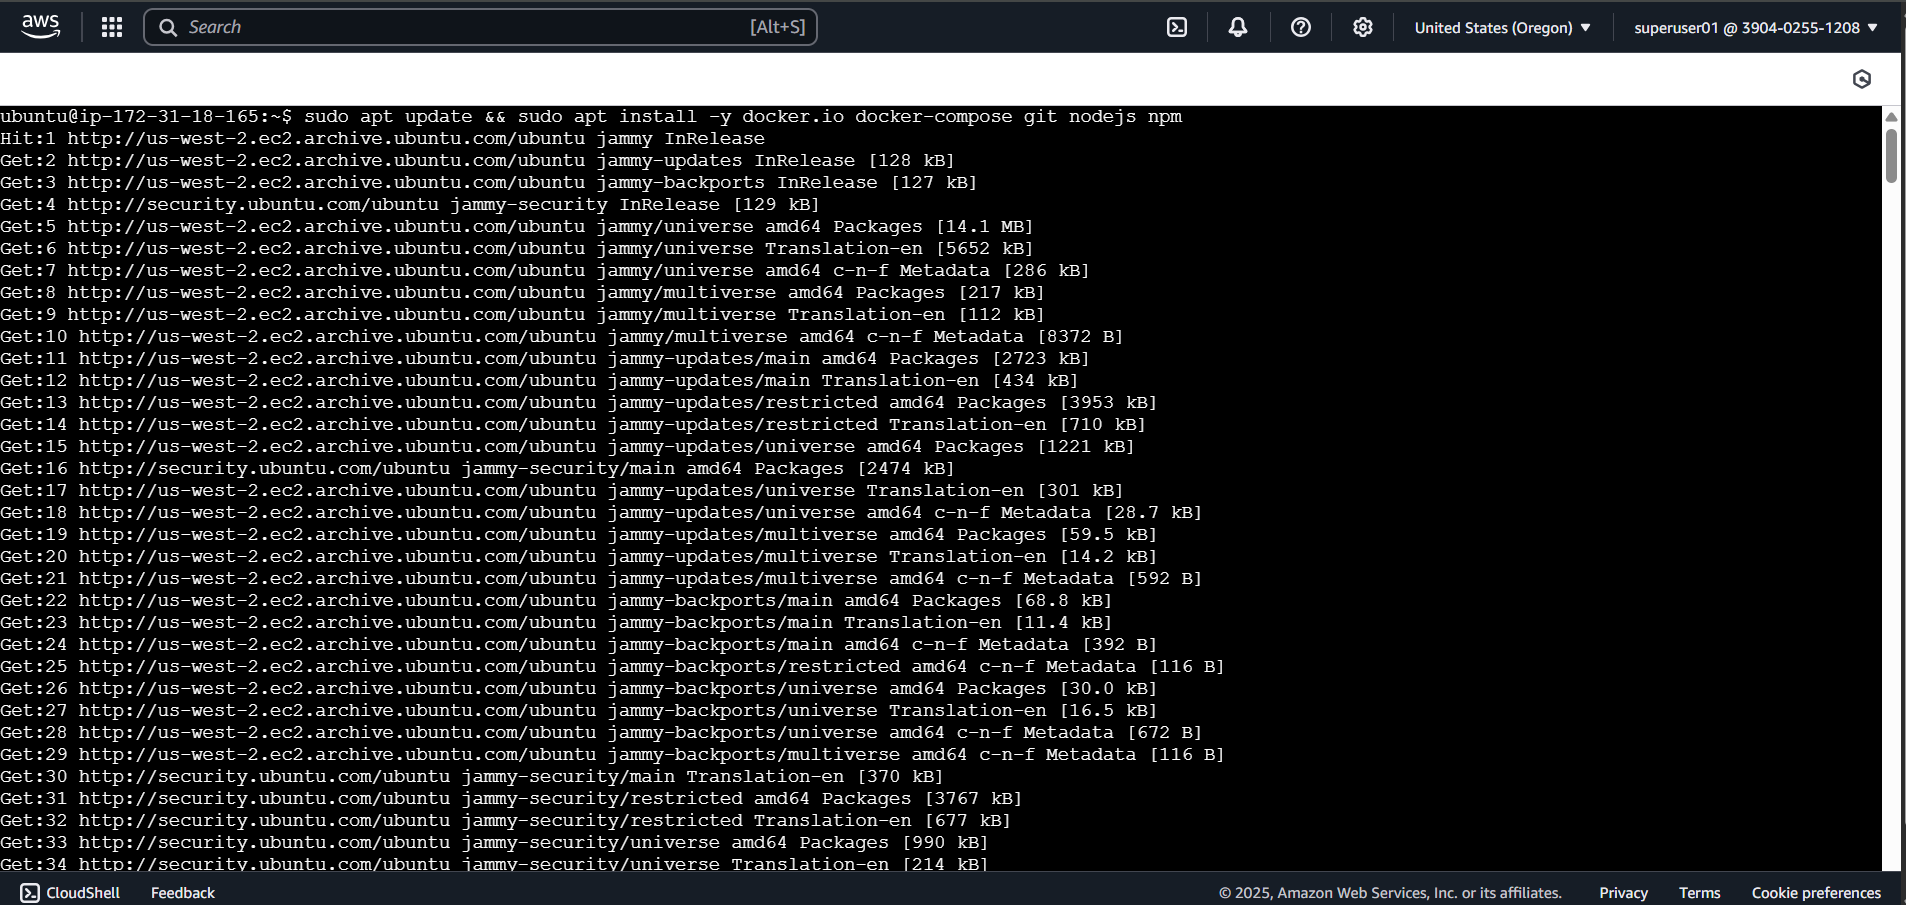 aws
Search [Alt+S]
United States (Oregon)
superuser01 @ 3904-0255-1208
ubuntu@ip-172-31-18-165:~$ sudo apt update && sudo apt install -y docker.io docker-compose git nodejs npm
Hit:1 http://us-west-2.ec2.archive.ubuntu.com/ubuntu jammy InRelease
Get:2 http://us-west-2.ec2.archive.ubuntu.com/ubuntu jammy-updates InRelease [128 kB]
Get:3 http://us-west-2.ec2.archive.ubuntu.com/ubuntu jammy-backports InRelease [127 kB]
Get:4 http://security.ubuntu.com/ubuntu jammy-security InRelease [129 kB]
Get:5 http://us-west-2.ec2.archive.ubuntu.com/ubuntu jammy/universe amd64 Packages [14.1 MB]
Get:6 http://us-west-2.ec2.archive.ubuntu.com/ubuntu jammy/universe Translation-en [5652 kB]
Get:7 http://us-west-2.ec2.archive.ubuntu.com/ubuntu jammy/universe amd64 c-n-f Metadata [286 kB]
Get:8 http://us-west-2.ec2.archive.ubuntu.com/ubuntu jammy/multiverse amd64 Packages [217 kB]
Get:9 http://us-west-2.ec2.archive.ubuntu.com/ubuntu jammy/multiverse Translation-en [112 kB]
Get:10 http://us-west-2.ec2.archive.ubuntu.com/ubuntu jammy/multiverse amd64 c-n-f Metadata [8372 B]
Get:11 http://us-west-2.ec2.archive.ubuntu.com/ubuntu jammy-updates/main amd64 Packages [2723 kB]
Get:12 http://us-west-2.ec2.archive.ubuntu.com/ubuntu jammy-updates/main Translation-en [434 kB]
Get:13 http://us-west-2.ec2.archive.ubuntu.com/ubuntu jammy-updates/restricted amd64 Packages [3953 kB]
Get:14 http://us-west-2.ec2.archive.ubuntu.com/ubuntu jammy-updates/restricted Translation-en [710 kB]
Get:15 http://us-west-2.ec2.archive.ubuntu.com/ubuntu jammy-updates/universe amd64 Packages [1221 kB]
Get:16 http://security.ubuntu.com/ubuntu jammy-security/main amd64 Packages [2474 kB]
Get:17 http://us-west-2.ec2.archive.ubuntu.com/ubuntu jammy-updates/universe Translation-en [301 kB]
Get:18 http://us-west-2.ec2.archive.ubuntu.com/ubuntu jammy-updates/universe amd64 c-n-f Metadata [28.7 kB]
Get:19 http://us-west-2.ec2.archive.ubuntu.com/ubuntu jammy-updates/multiverse amd64 Packages [59.5 kB]
Get:20 http://us-west-2.ec2.archive.ubuntu.com/ubuntu jammy-updates/multiverse Translation-en [14.2 kB]
Get:21 http://us-west-2.ec2.archive.ubuntu.com/ubuntu jammy-updates/multiverse amd64 c-n-f Metadata [592 B]
Get:22 http://us-west-2.ec2.archive.ubuntu.com/ubuntu jammy-backports/main amd64 Packages [68.8 kB]
Get:23 http://us-west-2.ec2.archive.ubuntu.com/ubuntu jammy-backports/main Translation-en [11.4 kB]
Get:24 http://us-west-2.ec2.archive.ubuntu.com/ubuntu jammy-backports/main amd64 c-n-f Metadata [392 B]
Get:25 http://us-west-2.ec2.archive.ubuntu.com/ubuntu jammy-backports/restricted amd64 c-n-f Metadata [116 B]
Get:26 http://us-west-2.ec2.archive.ubuntu.com/ubuntu jammy-backports/universe amd64 Packages [30.0 kB]
Get:27 http://us-west-2.ec2.archive.ubuntu.com/ubuntu jammy-backports/universe Translation-en [16.5 kB]
Get:28 http://us-west-2.ec2.archive.ubuntu.com/ubuntu jammy-backports/universe amd64 c-n-f Metadata [672 B]
Get:29 http://us-west-2.ec2.archive.ubuntu.com/ubuntu jammy-backports/multiverse amd64 c-n-f Metadata [116 B]
Get:30 http://security.ubuntu.com/ubuntu jammy-security/main Translation-en [370 kB]
Get:31 http://security.ubuntu.com/ubuntu jammy-security/restricted amd64 Packages [3767 kB]
Get:32 http://security.ubuntu.com/ubuntu jammy-security/restricted Translation-en [677 kB]
Get:33 http://security.ubuntu.com/ubuntu jammy-security/universe amd64 Packages [990 kB]
Get:34 http://security.ubuntu.com/ubuntu jammy-security/universe Translation-en [214 kB]
CloudShell Feedback © 2025, Amazon Web Services, Inc. or its affiliates. Privacy Terms Cookie preferences